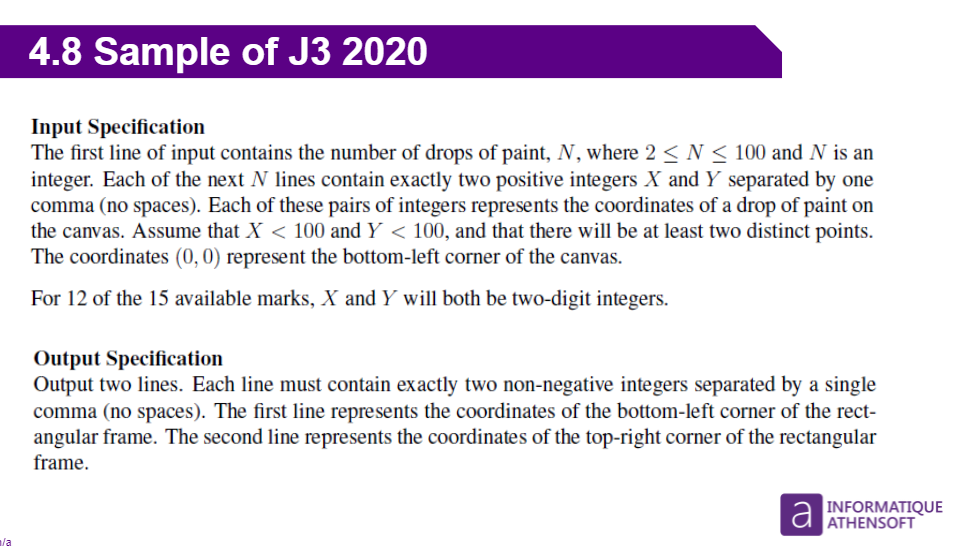 4.8 Sample of J3 2020
Input Specification
The first line of input contains the number of drops of paint, N, where 2 ≤ N ≤ 100 and N is an
integer. Each of the next N lines contain exactly two positive integers X and Y separated by one
comma (no spaces). Each of these pairs of integers represents the coordinates of a drop of paint on
the canvas. Assume that X < 100 and Y < 100, and that there will be at least two distinct points.
The coordinates (0, 0) represent the bottom-left corner of the canvas.
For 12 of the 15 available marks, X and Y will both be two-digit integers.
Output Specification
Output two lines. Each line must contain exactly two non-negative integers separated by a single
comma (no spaces). The first line represents the coordinates of the bottom-left corner of the rect-
angular frame. The second line represents the coordinates of the top-right corner of the rectangular
frame.
a INFORMATIQUE
ATHENSOFT